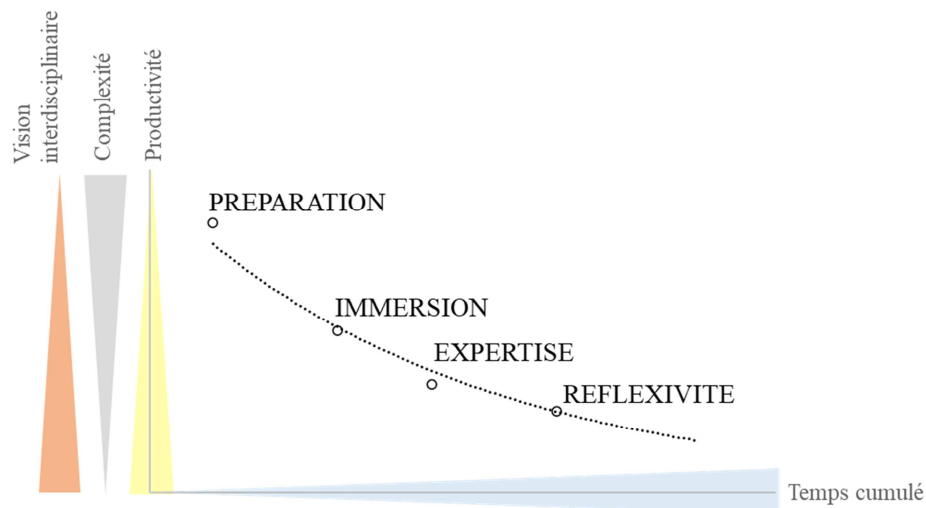 Vision
interdisciplinaire
Complexité
Productivité
PREPARATION
IMMERSION
EXPERTISE
REFLEXIVITE
Temps cumulé